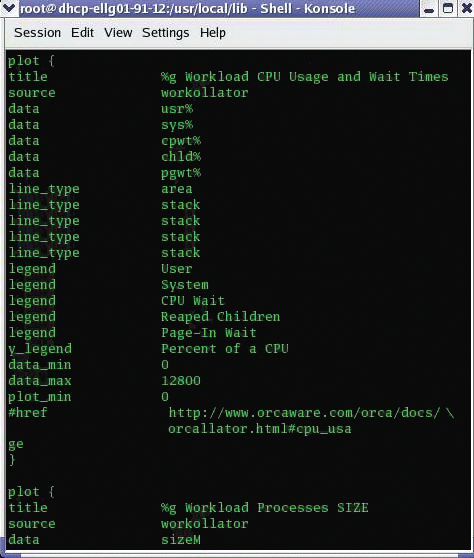 root@dhcp-ellg01-91-12:/usr/local/lib - Shell - Konsole
Session Edit View Settings Help
plot {
title %g Workload CPU Usage and Wait Times
source workollator
data usr%
data sys%
data cpwt%
data chld%
data pgwt%
line_type area
line_type stack
line_type stack
line_type stack
line_type stack
legend User
legend System
legend CPU Wait
legend Reaped Children
legend Page-In Wait
y_legend Percent of a CPU
data_min 0
data_max 12800
plot_min 0
#href http://www.orcaware.com/orca/docs/ \
orcallator.html#cpu_usa
ge
}
plot {
title %g Workload Processes SIZE
source workollator
data sizeM